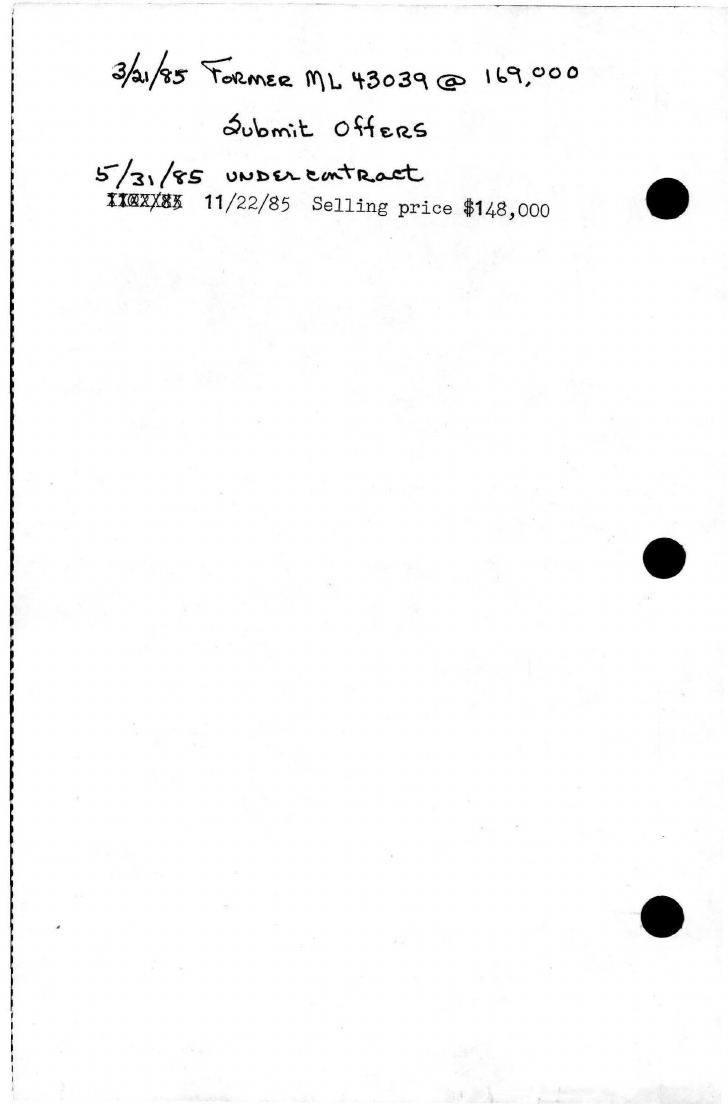 3/21/85 Former ML 43039 @ 169,000
Submit Offers
5/31/85 under contract
11/22/85 Selling price $148,000